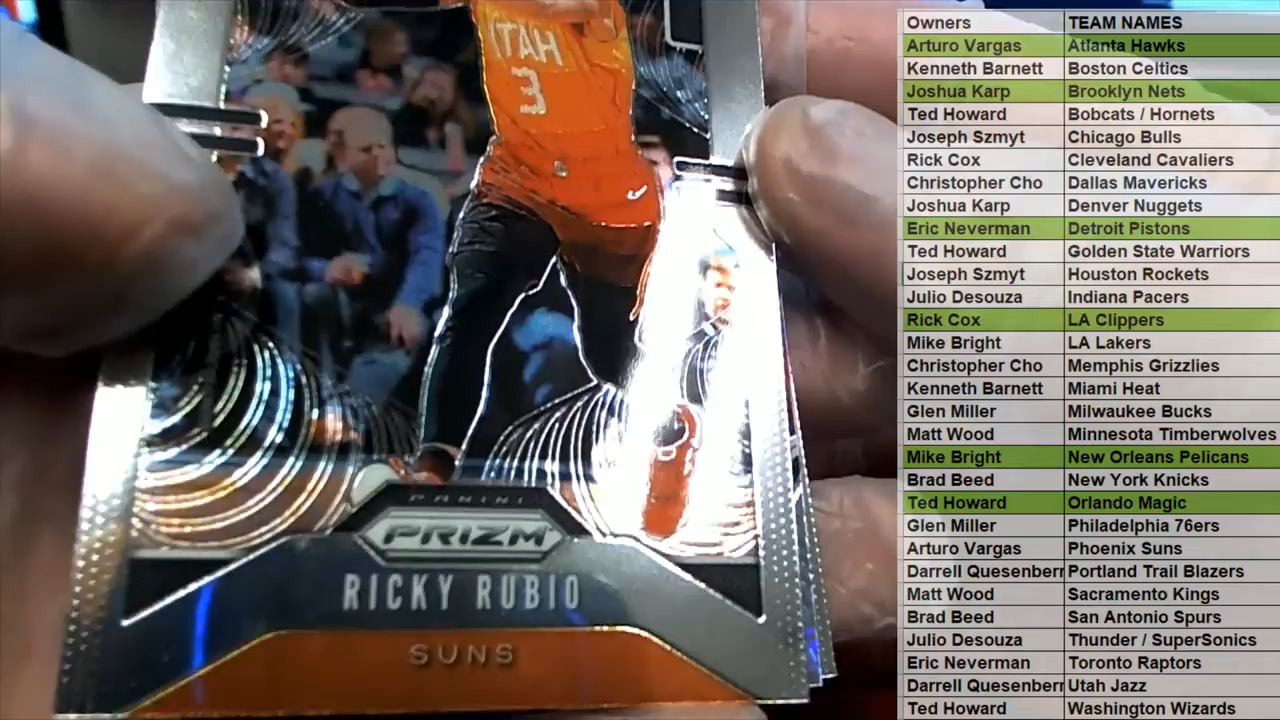 UTAH
3
PANINI
PRIZM
RICKY RUBIO
SUNS
Owners TEAM NAMES
Arturo Vargas Atlanta Hawks
Kenneth Barnett Boston Celtics
Joshua Karp Brooklyn Nets
Ted Howard Bobcats / Hornets
Joseph Szmyt Chicago Bulls
Rick Cox Cleveland Cavaliers
Christopher Cho Dallas Mavericks
Joshua Karp Denver Nuggets
Eric Neverman Detroit Pistons
Ted Howard Golden State Warriors
Joseph Szmyt Houston Rockets
Julio Desouza Indiana Pacers
Rick Cox LA Clippers
Mike Bright LA Lakers
Christopher Cho Memphis Grizzlies
Kenneth Barnett Miami Heat
Glen Miller Milwaukee Bucks
Matt Wood Minnesota Timberwolves
Mike Bright New Orleans Pelicans
Brad Beed New York Knicks
Ted Howard Orlando Magic
Glen Miller Philadelphia 76ers
Arturo Vargas Phoenix Suns
Darrell Quesenberr Portland Trail Blazers
Matt Wood Sacramento Kings
Brad Beed San Antonio Spurs
Julio Desouza Thunder / SuperSonics
Eric Neverman Toronto Raptors
Darrell Quesenberr Utah Jazz
Ted Howard Washington Wizards